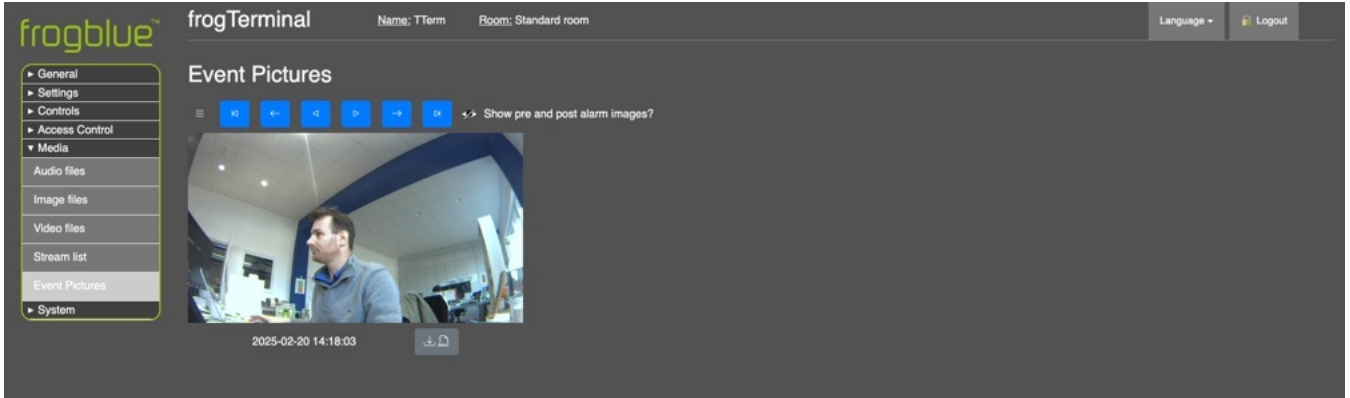 frogblue™
frogTerminal
Name: TTerm
Room: Standard room
Language
Logout
General
Settings
Controls
Access Control
Media
Audio files
Image files
Video files
Stream list
Event Pictures
System
Event Pictures
Show pre and post alarm images?
2025-02-20 14:18:03